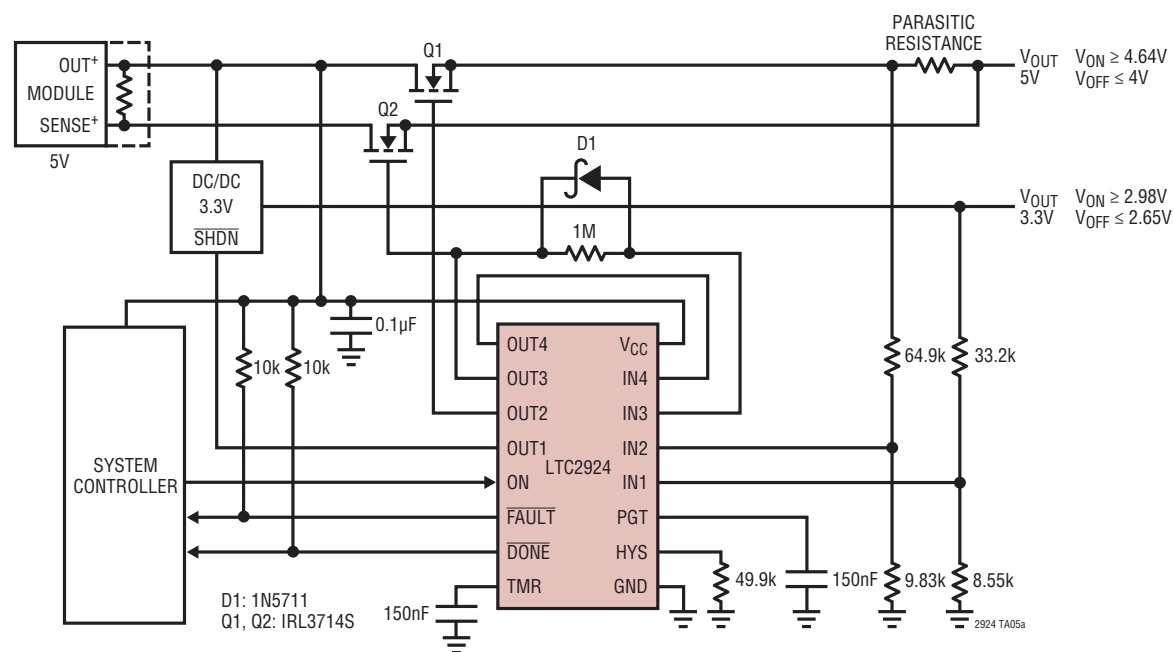 PARASITIC
RESISTANCE
Q1
OUT+
MODULE
SENSE+
5V
Q2
VOUT VON ≥ 4.64V
5V VOFF ≤ 4V
D1
DC/DC
3.3V
SHDN
1M
VOUT VON ≥ 2.98V
3.3V VOFF ≤ 2.65V
0.1µF
10k
10k
64.9k
33.2k
SYSTEM
CONTROLLER
OUT4
OUT3
OUT2
OUT1
ON
FAULT
DONE
TMR
LTC2924
VCC
IN4
IN3
IN2
IN1
PGT
HYS
GND
49.9k
150nF
9.83k
8.55k
150nF
D1: 1N5711
Q1, Q2: IRL3714S
2924 TA05a